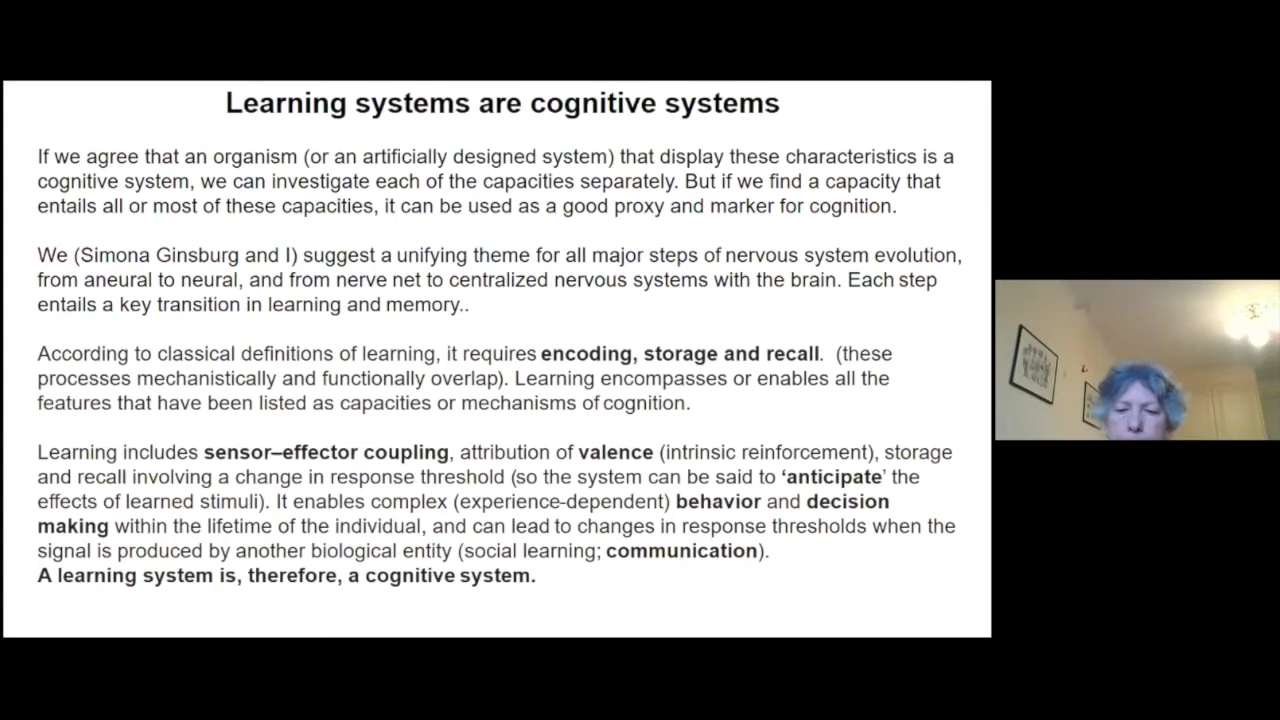 Learning systems are cognitive systems
If we agree that an organism (or an artificially designed system) that display these characteristics is a
cognitive system, we can investigate each of the capacities separately. But if we find a capacity that
entails all or most of these capacities, it can be used as a good proxy and marker for cognition.
We (Simona Ginsburg and I) suggest a unifying theme for all major steps of nervous system evolution,
from aneural to neural, and from nerve net to centralized nervous systems with the brain. Each step
entails a key transition in learning and memory..
According to classical definitions of learning, it requires encoding, storage and recall. (these
processes mechanistically and functionally overlap). Learning encompasses or enables all the
features that have been listed as capacities or mechanisms of cognition.
Learning includes sensor–effector coupling, attribution of valence (intrinsic reinforcement), storage
and recall involving a change in response threshold (so the system can be said to ‘anticipate’ the
effects of learned stimuli). It enables complex (experience-dependent) behavior and decision
making within the lifetime of the individual, and can lead to changes in response thresholds when the
signal is produced by another biological entity (social learning; communication).
A learning system is, therefore, a cognitive system.